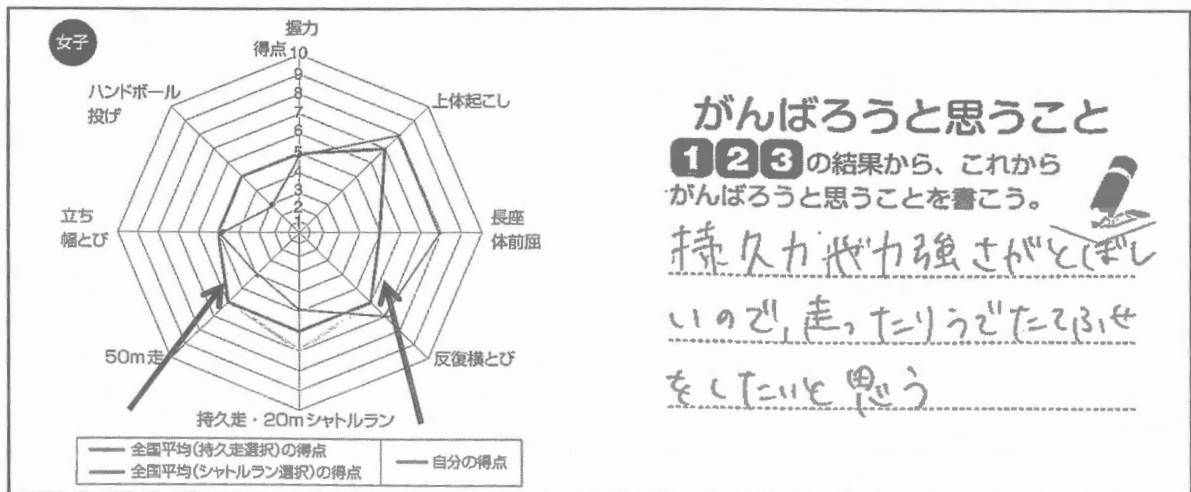 女子
握力
得点
10
9
8
7
6
5
4
3
2
1
上体起こし
長座
体前屈
反復横とび
持久走・20mシャトルラン
50m走
立ち
幅とび
ハンドボール
投げ
全国平均(持久走選択)の得点
全国平均(シャトルラン選択)の得点
自分の得点
がんばろうと思うこと
1 2 3 の結果から、これから
がんばろうと思うことを書こう。
持久力や力強さがとぼし
いので,走ったりうでたてふせ
をしたいと思う